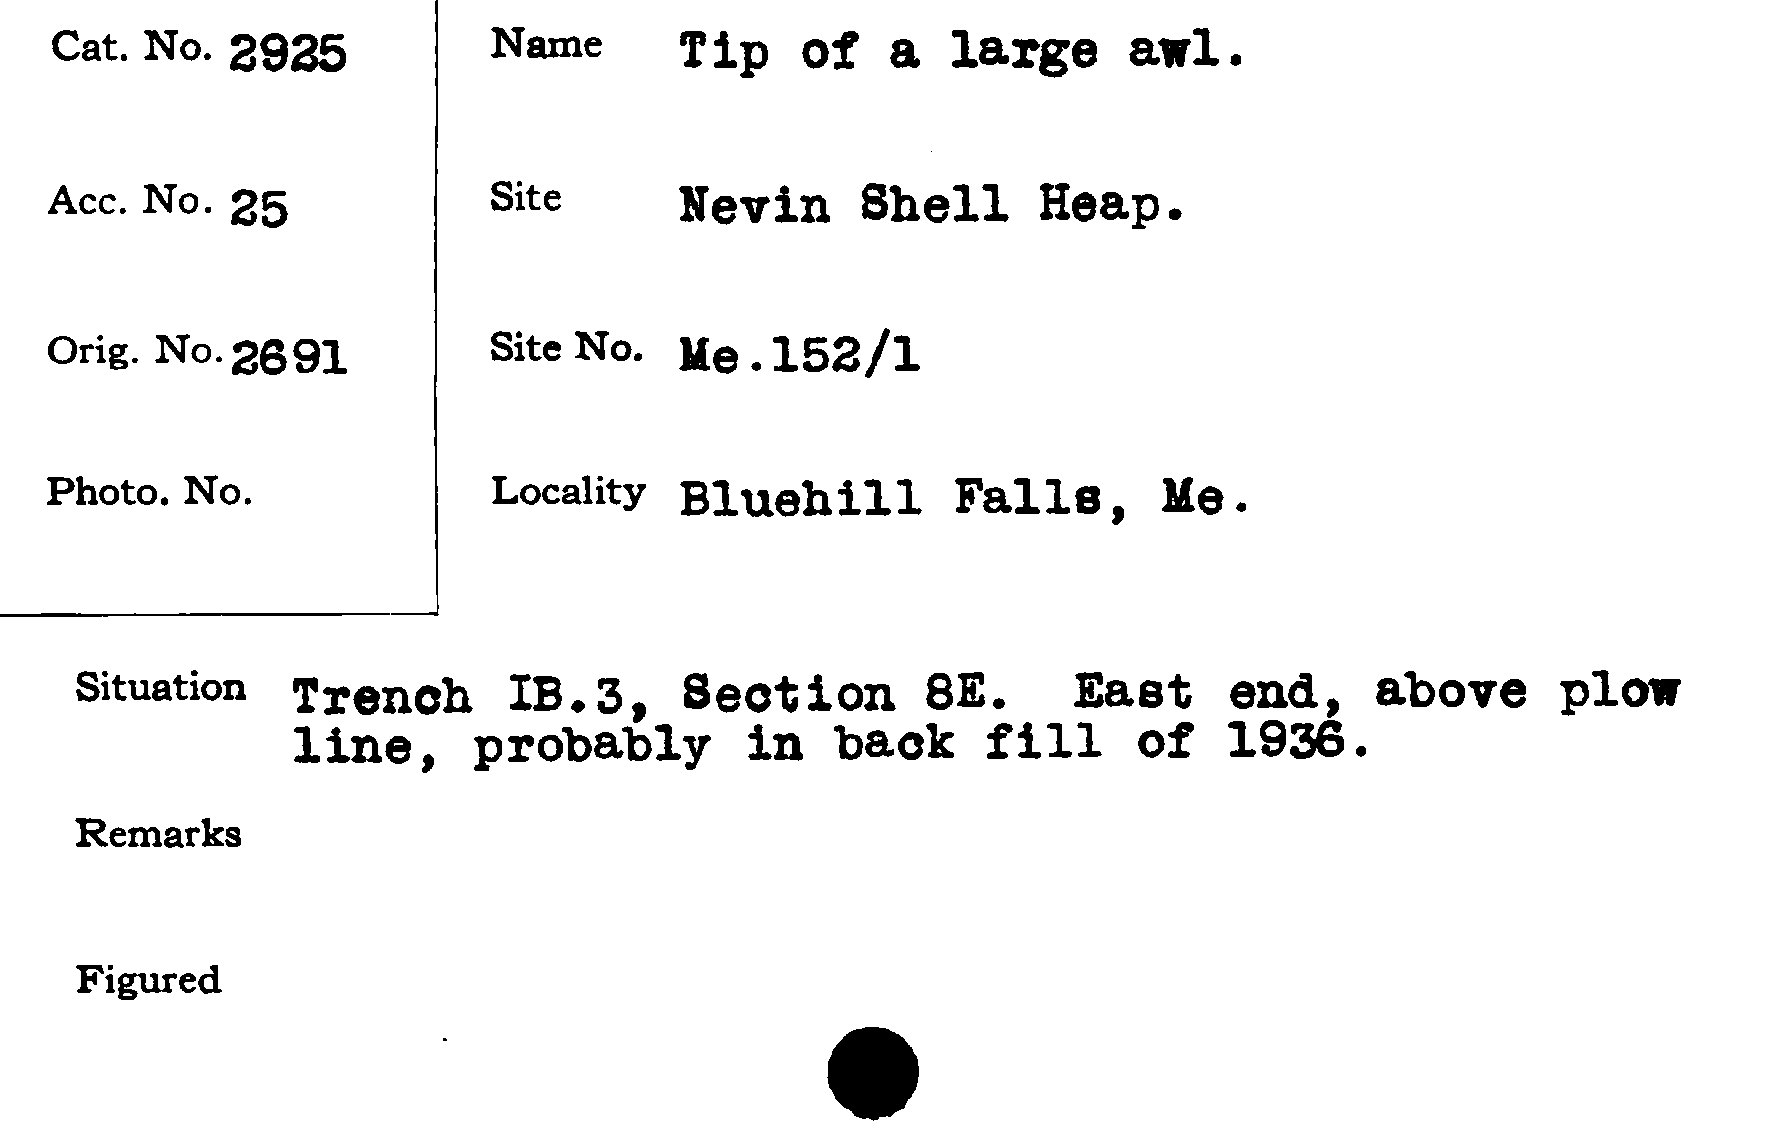 Cat. No. 2925
Acc. No. 25
Orig. No. 2691
Photo. No.
Name Tip of a large awl.
Site Nevin Shell Heap.
Site No. Me.152/1
Locality Bluehill Falls, Me.
Situation Trench IB.3, Section 8E. East end, above plow
line, probably in back fill of 1936.
Remarks
Figured